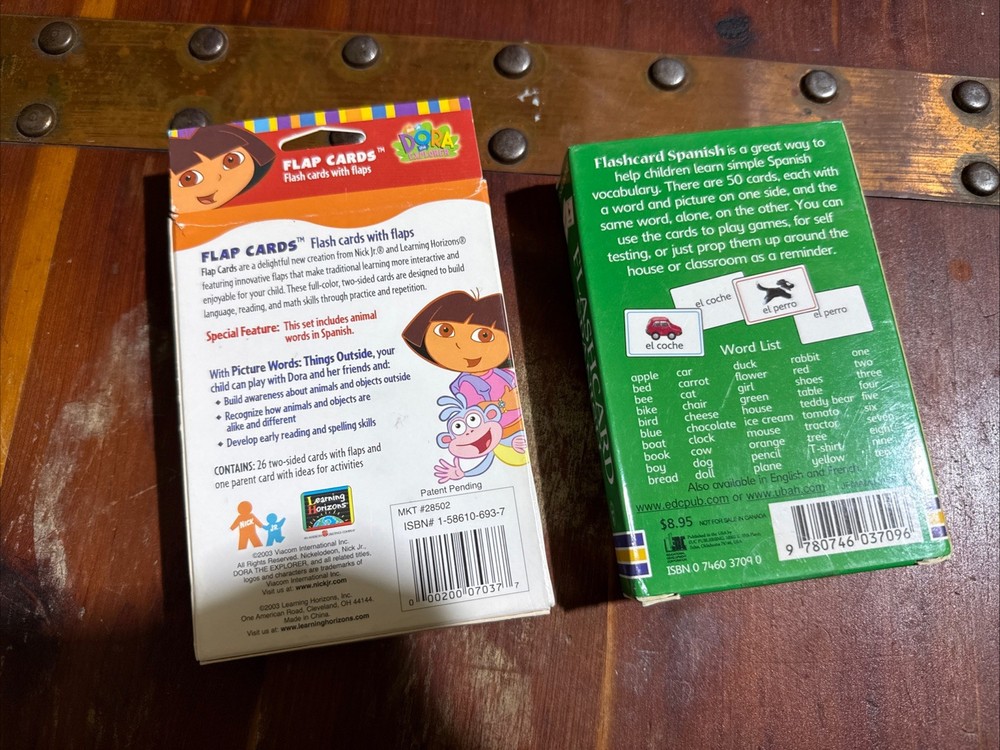 FLAP CARDS™
Flash cards with flaps
DORA
FLAP CARDS™ Flash cards with flaps
Flap Cards are a delightful new creation from Nick Jr.® and Learning Horizons®
featuring innovative flaps that make traditional learning more interactive and
enjoyable for your child. These full-color, two-sided cards are designed to build
language, reading, and math skills through practice and repetition.
Special Feature: This set includes animal
words in Spanish.
With Picture Words: Things Outside, your
child can play with Dora and her friends and:
Build awareness about animals and objects outside
Recognize how animals and objects are
alike and different
Develop early reading and spelling skills
CONTAINS: 26 two-sided cards with flaps and
one parent card with ideas for activities
NICK JR.
Learning
Horizons
©2003 Viacom International Inc.
All Rights Reserved. Nickelodeon, Nick Jr.,
DORA THE EXPLORER, and all related titles,
logos and characters are trademarks of
Viacom International Inc.
Visit us at: www.nickjr.com
©2003 Learning Horizons, Inc.
One American Road, Cleveland, OH 44144.
Made in China.
Visit us at: www.learninghorizons.com
Patent Pending
MKT #28502
ISBN# 1-58610-693-7
0 00200 07037 7
FLASHCARD
Flashcard Spanish is a great way to
help children learn simple Spanish
vocabulary. There are 50 cards, each with
a word and picture on one side, and the
same word, alone, on the other. You can
use the cards to play games, for self
testing, or just prop them up around the
house or classroom as a reminder.
el coche
el perro
el perro
el coche
Word List
apple
bed
bee
bike
bird
blue
boat
book
boy
bread
car
carrot
cat
chair
cheese
chocolate
clock
cow
dog
doll
duck
flower
girl
green
house
ice cream
mouse
orange
pencil
plane
rabbit
red
shoes
table
teddy bear
tomato
tractor
tree
T-shirt
yellow
one
two
three
four
five
six
seven
eight
nine
ten
Also available in English and French
www.edcpub.com or www.ubah.com
$8.95 NOT FOR SALE IN CANADA
ISBN 0 7460 3709 0
9 780746 037096